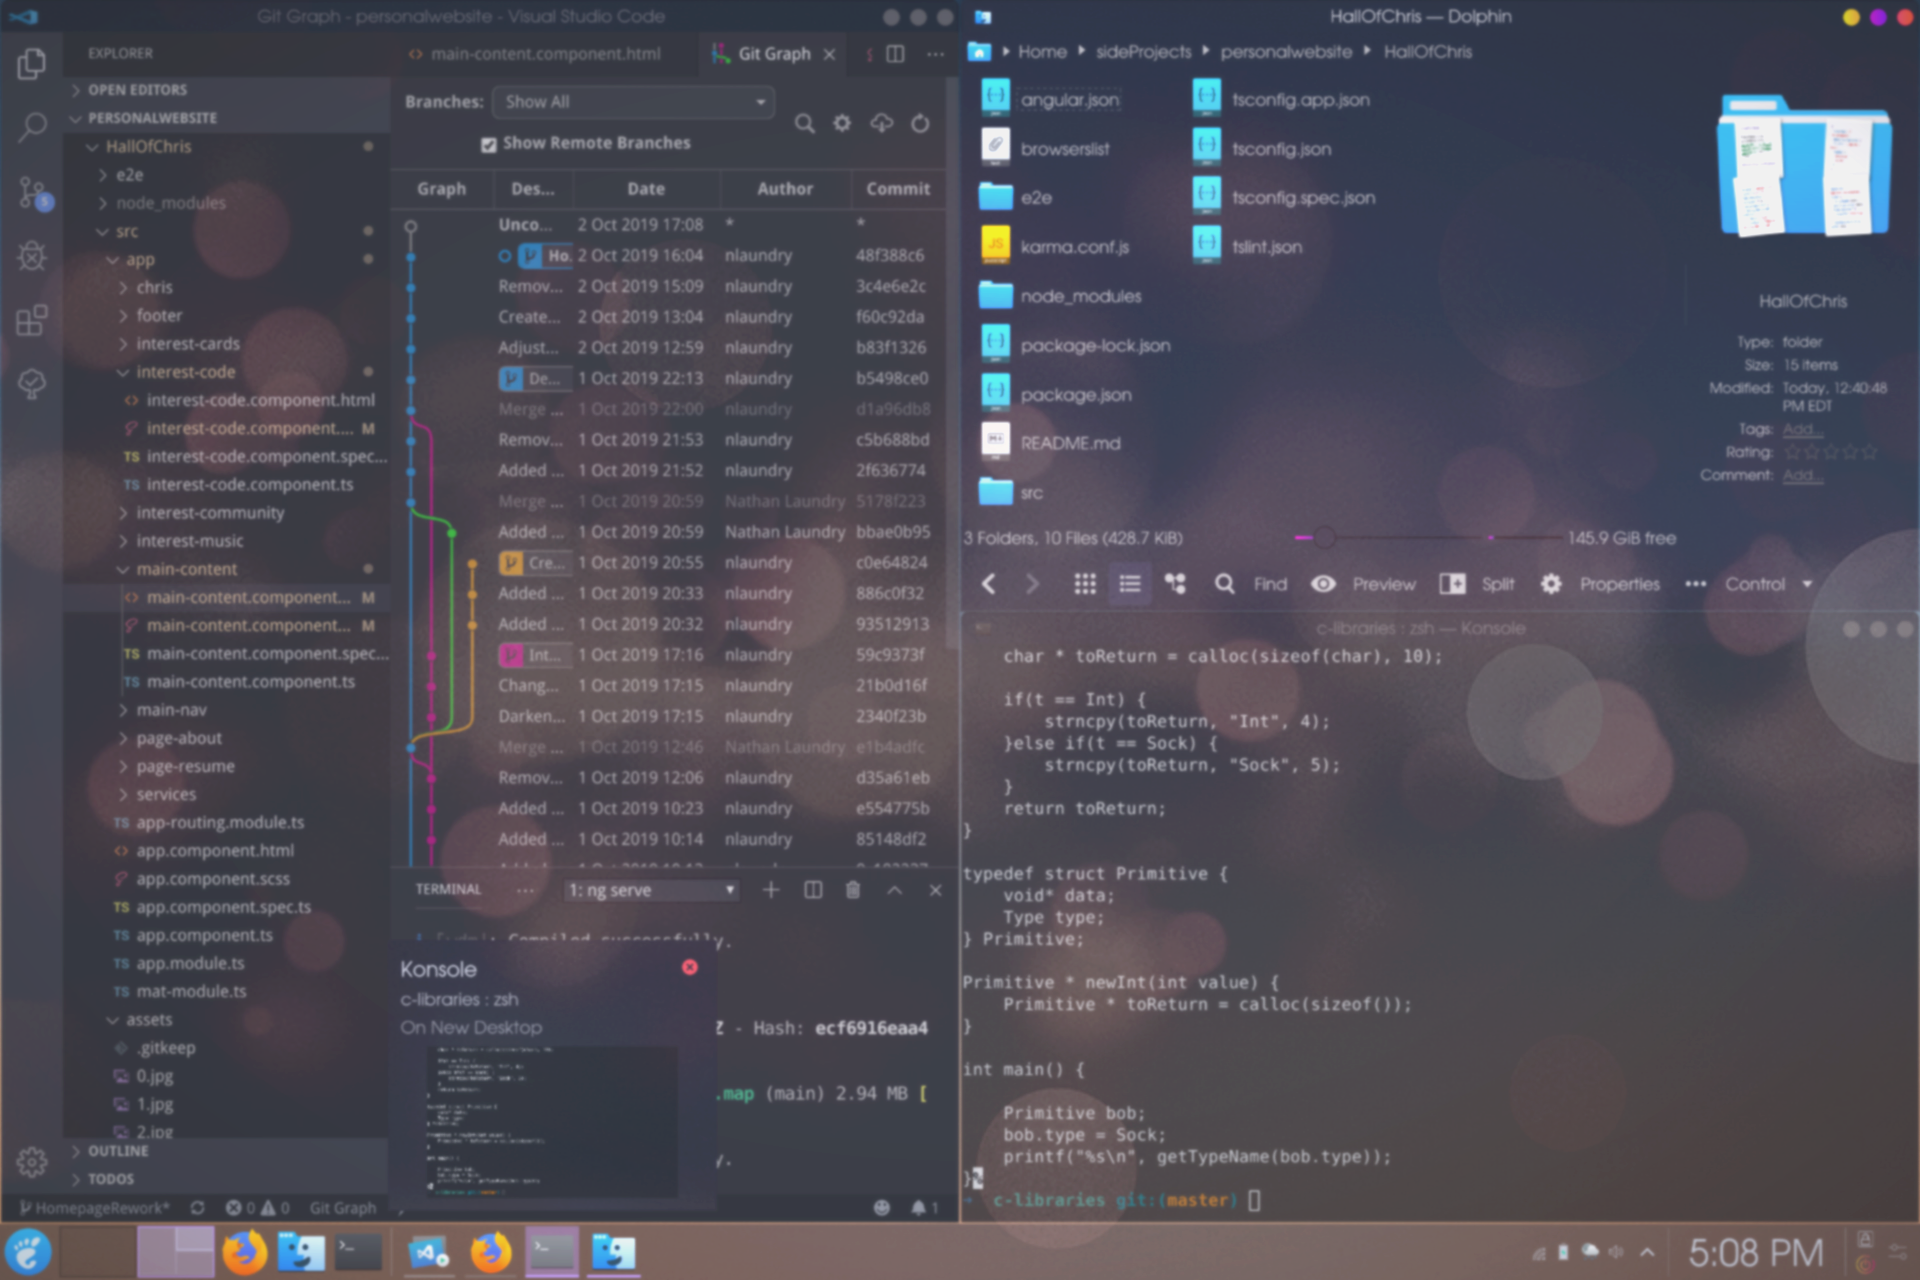 Git Graph - personalwebsite - Visual Studio Code
EXPLORER
OPEN EDITORS
PERSONALWEBSITE
HallOfChris
e2e
node_modules
src
app
chris
footer
interest-cards
interest-code
interest-code.component.html
interest-code.component.... M
TS interest-code.component.spec...
TS interest-code.component.ts
interest-community
interest-music
main-content
main-content.component... M
main-content.component... M
TS main-content.component.spec...
TS main-content.component.ts
main-nav
page-about
page-resume
services
TS app-routing.module.ts
app.component.html
app.component.scss
TS app.component.spec.ts
TS app.component.ts
TS app.module.ts
TS mat-module.ts
assets
.gitkeep
0.jpg
1.jpg
2.jpg
OUTLINE
TODOS
5
main-content.component.html
Git Graph
Branches: Show All
Show Remote Branches
Graph Des... Date Author Commit
Unco... 2 Oct 2019 17:08 * *
Ho. 2 Oct 2019 16:04 nlaundry 48f388c6
Remov... 2 Oct 2019 15:09 nlaundry 3c4e6e2c
Create... 2 Oct 2019 13:04 nlaundry f60c92da
Adjust... 2 Oct 2019 12:59 nlaundry b83f1326
De... 1 Oct 2019 22:13 nlaundry b5498ce0
Merge ... 1 Oct 2019 22:00 nlaundry d1a96db8
Remov... 1 Oct 2019 21:53 nlaundry c5b688bd
Added ... 1 Oct 2019 21:52 nlaundry 2f636774
Merge ... 1 Oct 2019 20:59 Nathan Laundry 5178f223
Added ... 1 Oct 2019 20:59 Nathan Laundry bbae0b95
Cre... 1 Oct 2019 20:55 nlaundry c0e64824
Added ... 1 Oct 2019 20:33 nlaundry 886c0f32
Added ... 1 Oct 2019 20:32 nlaundry 93512913
Int... 1 Oct 2019 17:16 nlaundry 59c9373f
Chang... 1 Oct 2019 17:15 nlaundry 21b0d16f
Darken... 1 Oct 2019 17:15 nlaundry 2340f23b
Merge ... 1 Oct 2019 12:46 Nathan Laundry e1b4adfc
Remov... 1 Oct 2019 12:06 nlaundry d35a61eb
Added ... 1 Oct 2019 10:23 nlaundry e554775b
Added ... 1 Oct 2019 10:14 nlaundry 85148df2
TERMINAL ... 1: ng serve
Compiled successfully.
Z - Hash: ecf6916eaa4
.map (main) 2.94 MB [
y.
Konsole
c-libraries : zsh
On New Desktop
HomepageRework* 0 0 Git Graph 1
HallOfChris — Dolphin
Home sideProjects personalwebsite HallOfChris
angular.json
browserslist
e2e
JS karma.conf.js
node_modules
package-lock.json
package.json
README.md
src
tsconfig.app.json
tsconfig.json
tsconfig.spec.json
tslint.json
HallOfChris
Type: folder
Size: 15 items
Modified: Today, 12:40:48
PM EDT
Tags: Add...
Rating:
Comment: Add...
3 Folders, 10 Files (428.7 KiB) 145.9 GiB free
Find Preview Split Properties Control
c-libraries : zsh — Konsole
char * toReturn = calloc(sizeof(char), 10);
if(t == Int) {
strncpy(toReturn, "Int", 4);
}else if(t == Sock) {
strncpy(toReturn, "Sock", 5);
}
return toReturn;
}
typedef struct Primitive {
void* data;
Type type;
} Primitive;
Primitive * newInt(int value) {
Primitive * toReturn = calloc(sizeof());
}
int main() {
Primitive bob;
bob.type = Sock;
printf("%s\n", getTypeName(bob.type));
}%
→ c-libraries git:(master)
5:08 PM